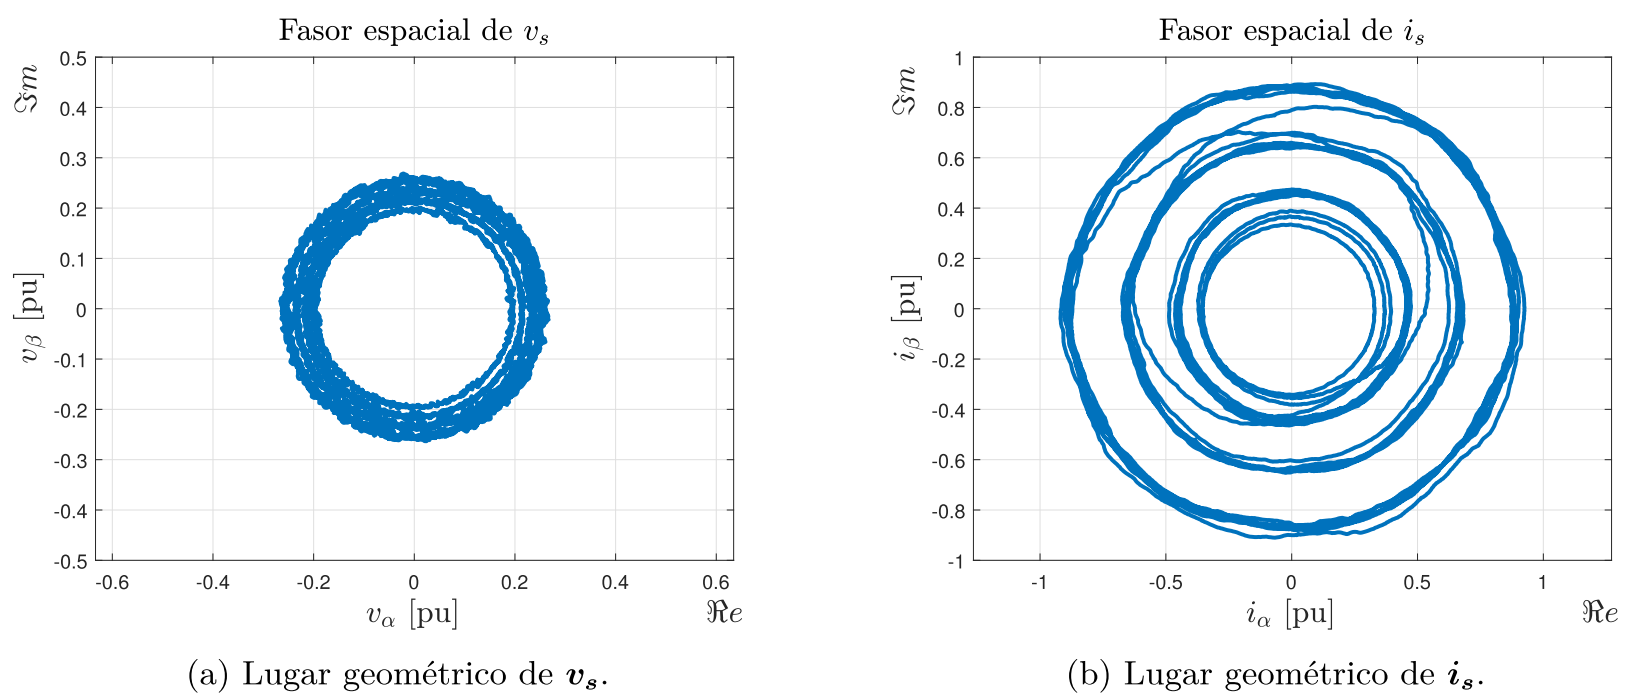 Fasor espacial de v_s
ℑm
0.5
0.4
0.3
0.2
0.1
0
-0.1
-0.2
-0.3
-0.4
-0.5
v_β [pu]
-0.6 -0.4 -0.2 0 0.2 0.4 0.6
v_α [pu]
ℜe
(a) Lugar geométrico de v_s.
Fasor espacial de i_s
ℑm
1
0.8
0.6
0.4
0.2
0
-0.2
-0.4
-0.6
-0.8
-1
i_β [pu]
-1 -0.5 0 0.5 1
i_α [pu]
ℜe
(b) Lugar geométrico de i_s.